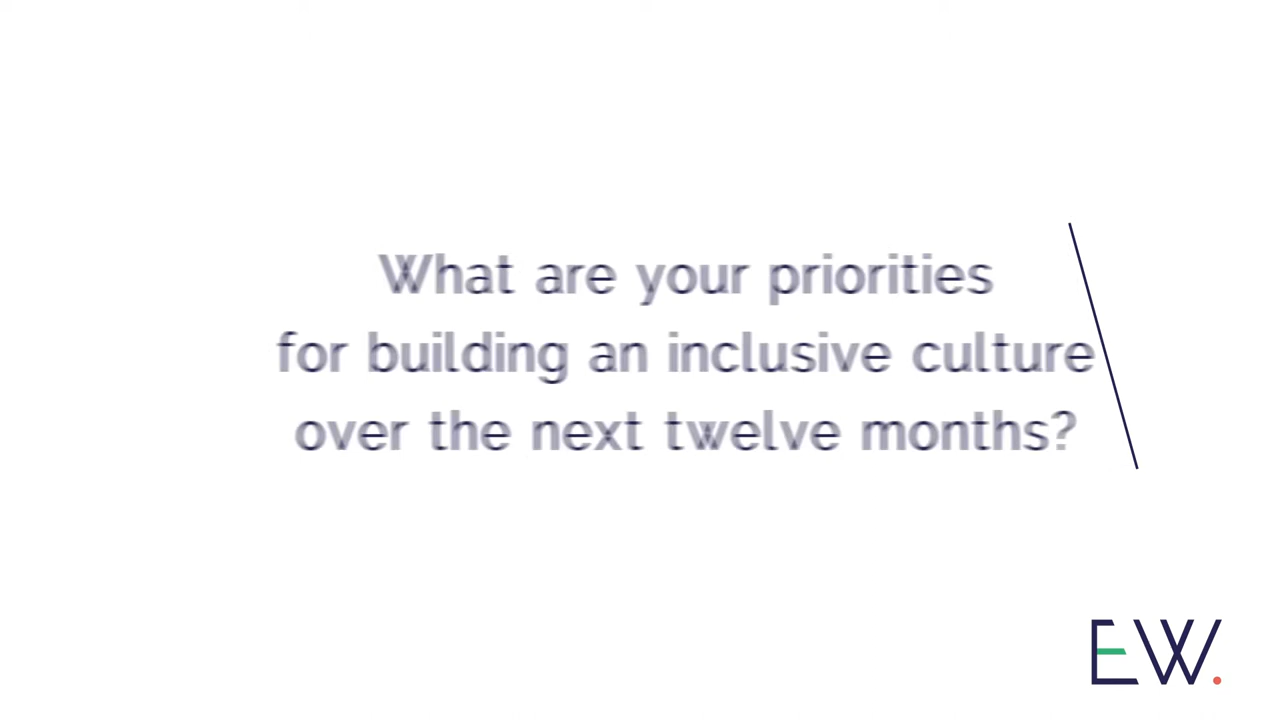 What are your priorities
for building an inclusive culture
over the next twelve months?
EW.